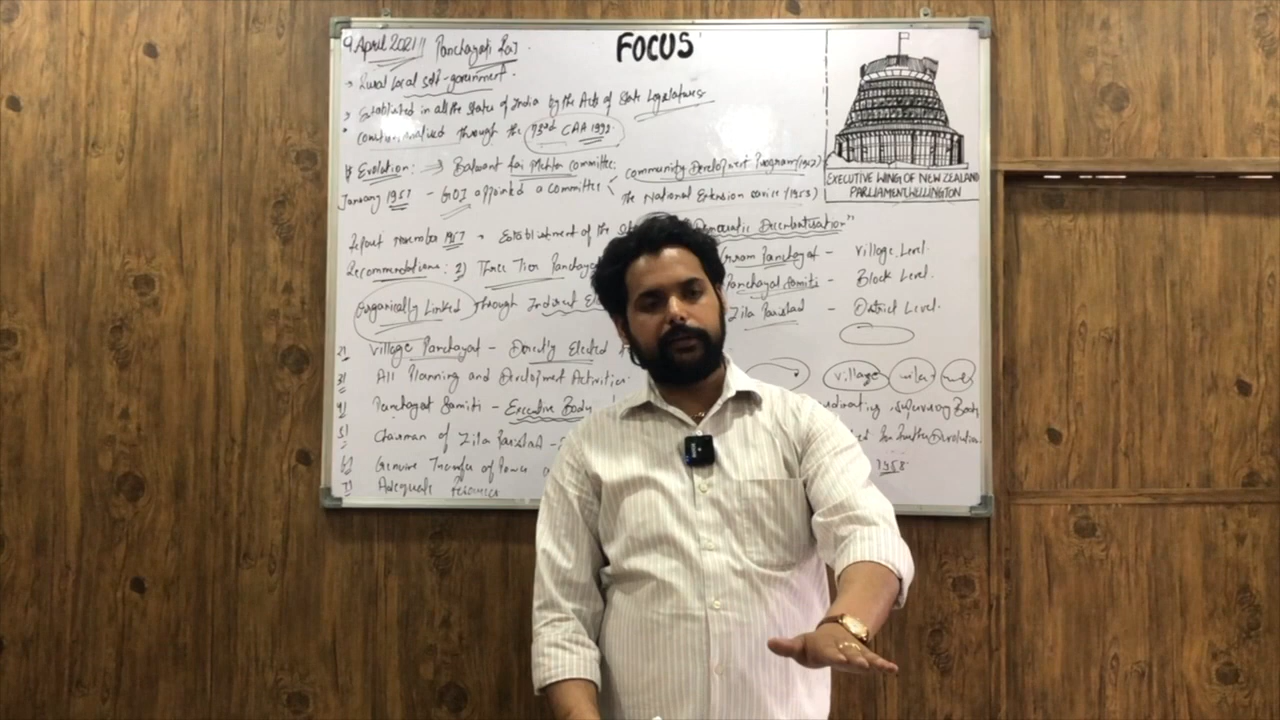 FOCUS
9 April 2021 Panchayati Raj.
→ Rural Local Self-government.
→ Established in all the States of India by the Acts of State Legislatures
through the 73rd CAA 1992.
Evolution: → Balwant Rai Mehta Committee:
January 1957 - GOI appointed a committee
Community Development Program (1952)
The National Extension Service (1953)
Report November 1957 - Establishment of the Democratic Decentralisation"
Recommendations: 1) Three Tier Panchayat
Gram Panchayat - Village Level.
Panchayat Samiti - Block Level.
Zila Parishad - District Level.
Organically Linked Through Indirect
2) Village Panchayat - Directly Elected
village
3) All Planning and Development Activities.
4) Panchayat Samiti - Executive Body
Supervisory Body
5) Chairman of Zila Parishad -
for further Devolution
6) Genuine Transfer of Power
1958.
7) Adequate Resources
EXECUTIVE WING OF NEW ZEALAND
PARLIAMENT, WELLINGTON